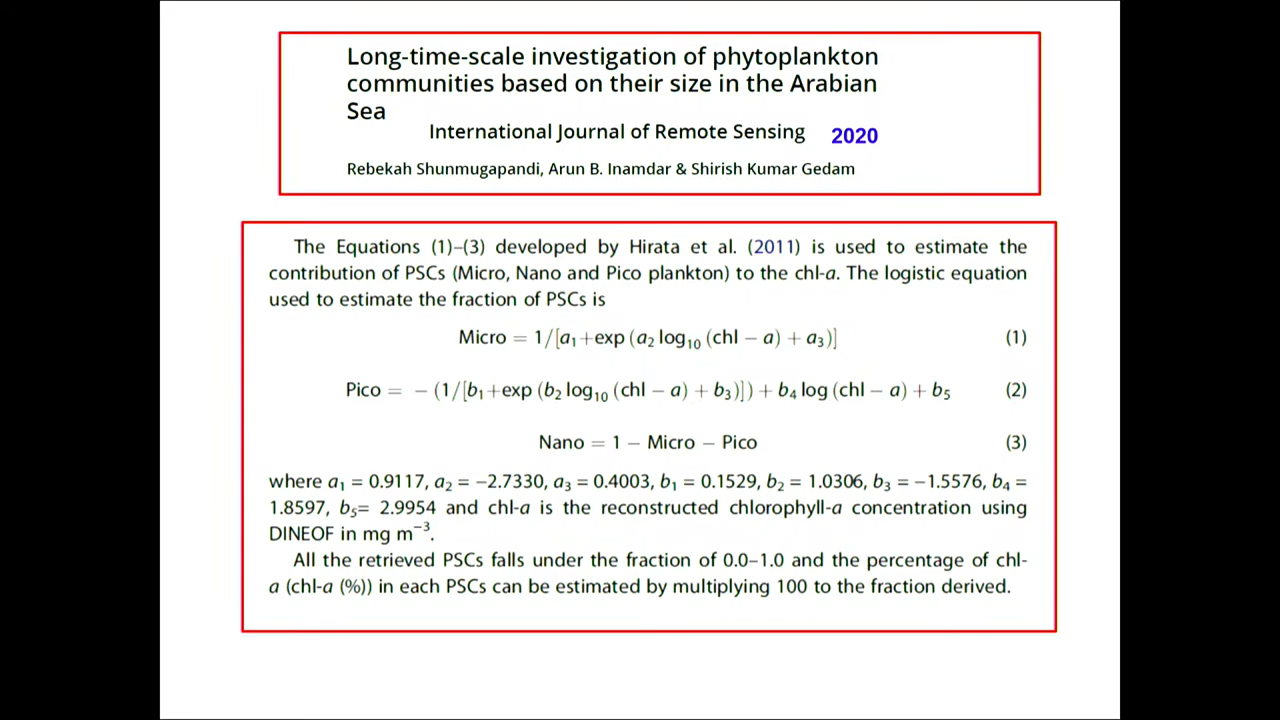 Long-time-scale investigation of phytoplankton
communities based on their size in the Arabian
Sea
International Journal of Remote Sensing 2020
Rebekah Shunmugapandi, Arun B. Inamdar & Shirish Kumar Gedam
The Equations (1)–(3) developed by Hirata et al. (2011) is used to estimate the
contribution of PSCs (Micro, Nano and Pico plankton) to the chl-a. The logistic equation
used to estimate the fraction of PSCs is
Micro = 1/[a₁+exp (a₂ log₁₀ (chl − a) + a₃)] (1)
Pico = − (1/[b₁+exp (b₂ log₁₀ (chl − a) + b₃)]) + b₄ log (chl − a) + b₅ (2)
Nano = 1 − Micro − Pico (3)
where a₁ = 0.9117, a₂ = −2.7330, a₃ = 0.4003, b₁ = 0.1529, b₂ = 1.0306, b₃ = −1.5576, b₄ =
1.8597, b₅= 2.9954 and chl-a is the reconstructed chlorophyll-a concentration using
DINEOF in mg m⁻³.
All the retrieved PSCs falls under the fraction of 0.0–1.0 and the percentage of chl-
a (chl-a (%)) in each PSCs can be estimated by multiplying 100 to the fraction derived.